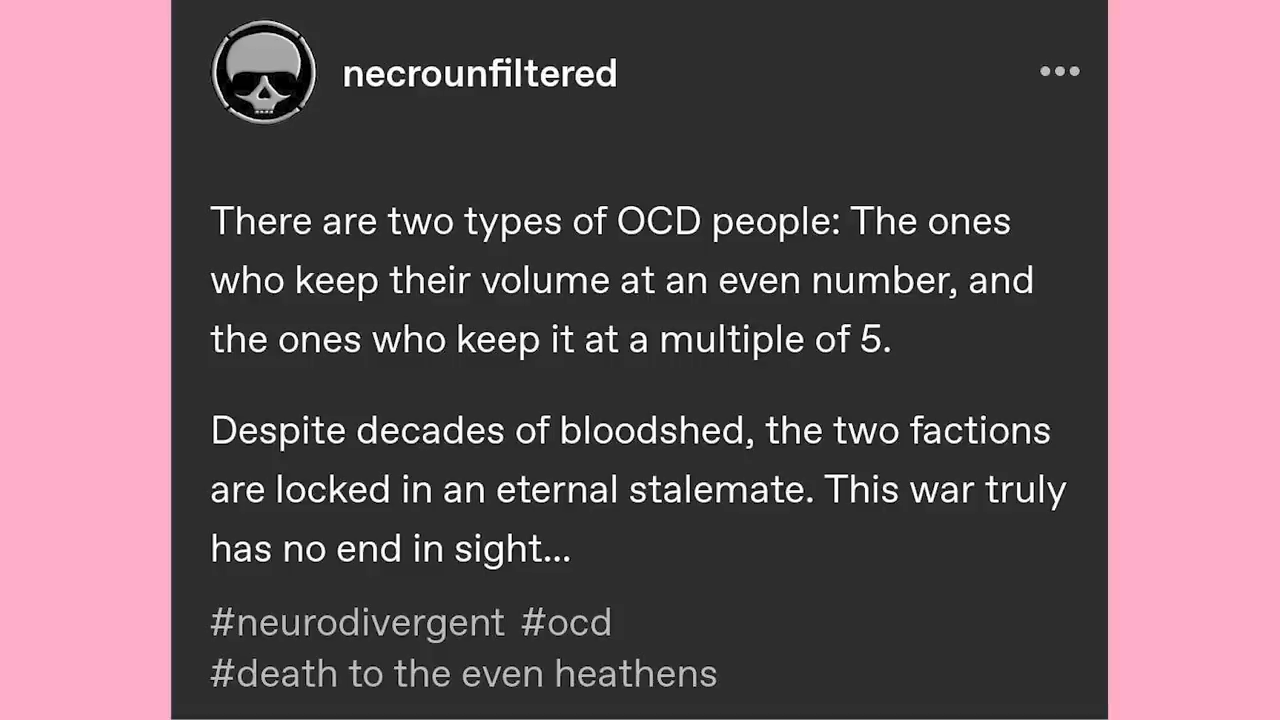 necrounfiltered
There are two types of OCD people: The ones
who keep their volume at an even number, and
the ones who keep it at a multiple of 5.
Despite decades of bloodshed, the two factions
are locked in an eternal stalemate. This war truly
has no end in sight...
#neurodivergent #ocd
#death to the even heathens